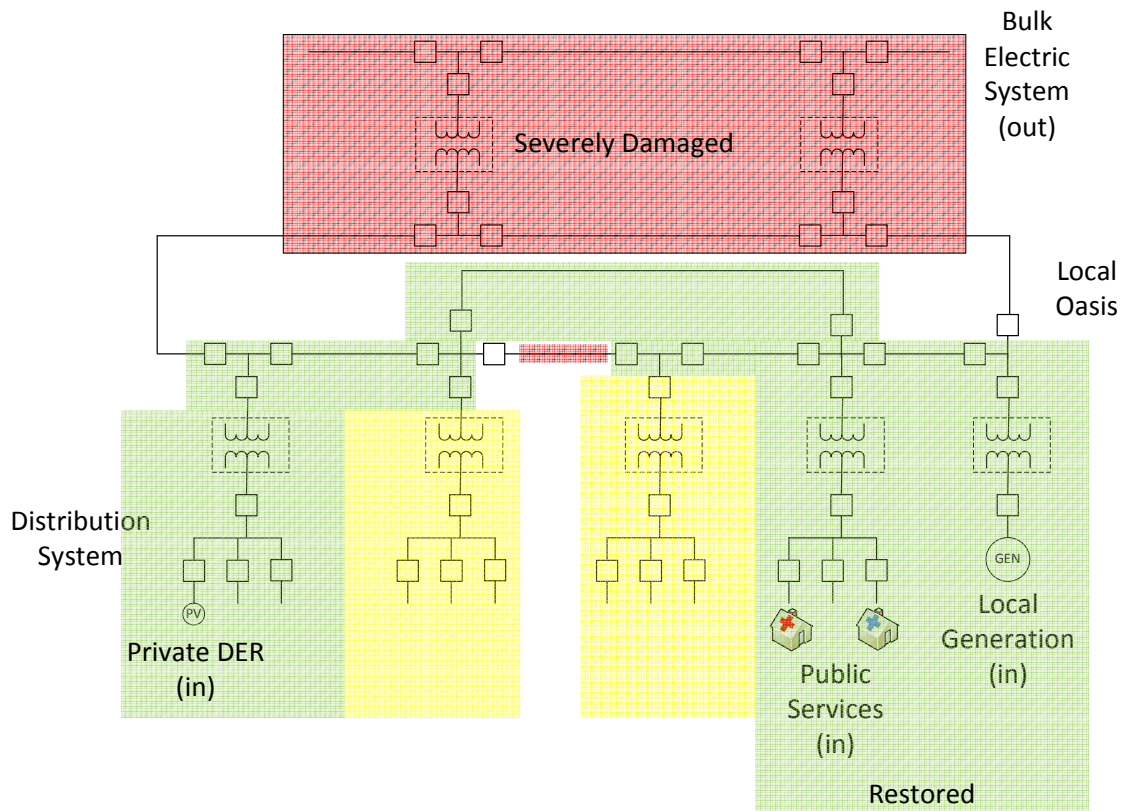 Bulk
Electric
System
(out)
Severely Damaged
Local
Oasis
Distribution
System
GEN
PV
Private DER
(in)
Local
Generation
(in)
Public
Services
(in)
Restored